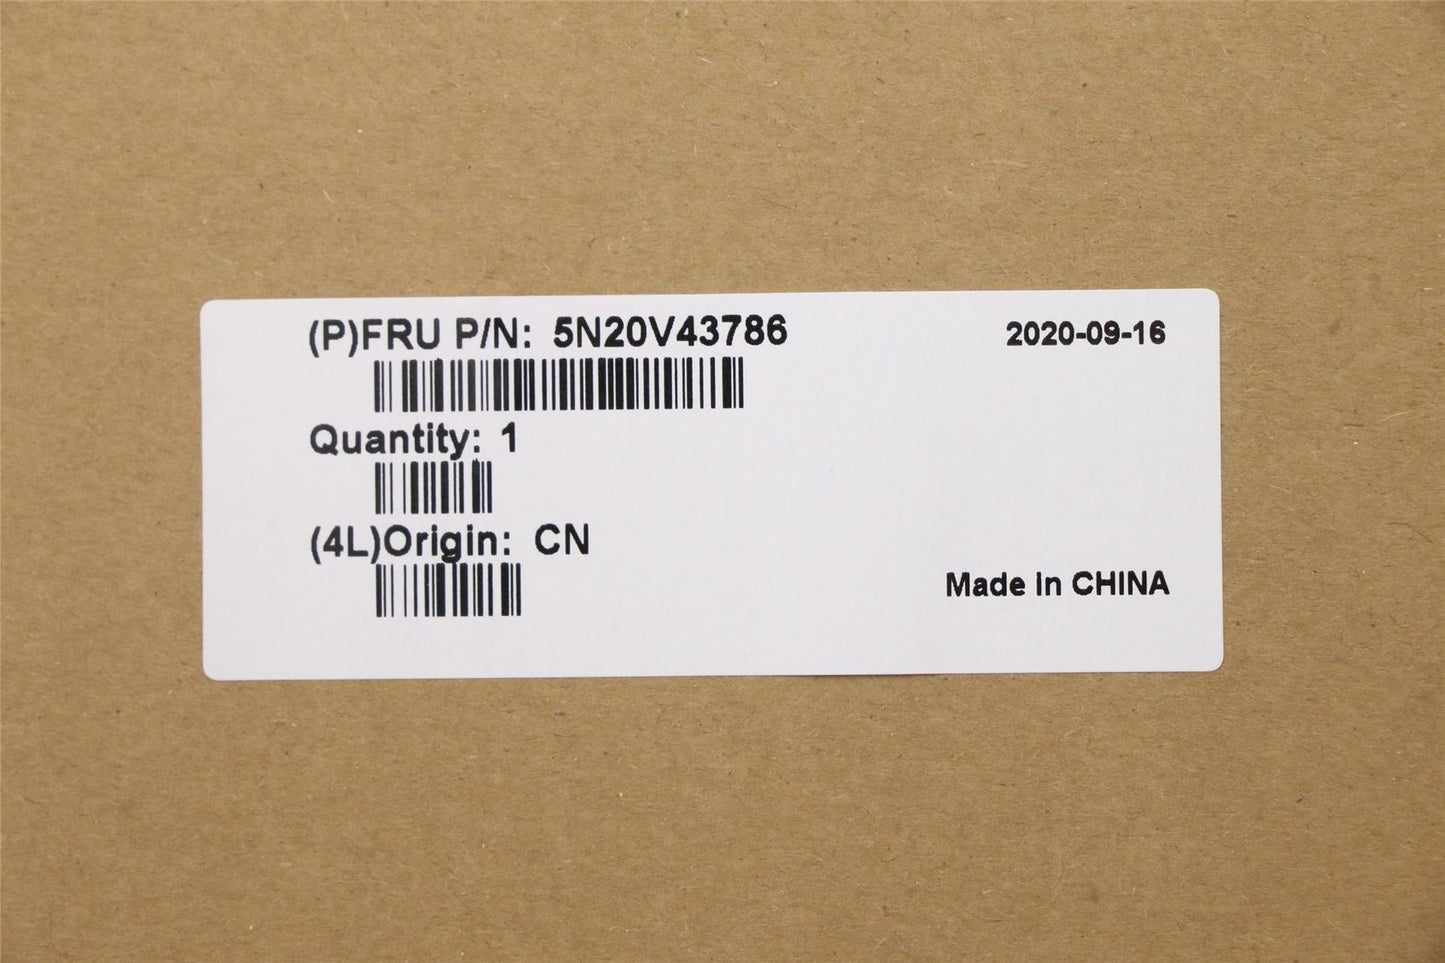 (P)FRU P/N: 5N20V43786
2020-09-16
Quantity: 1
(4L)Origin: CN
Made in CHINA